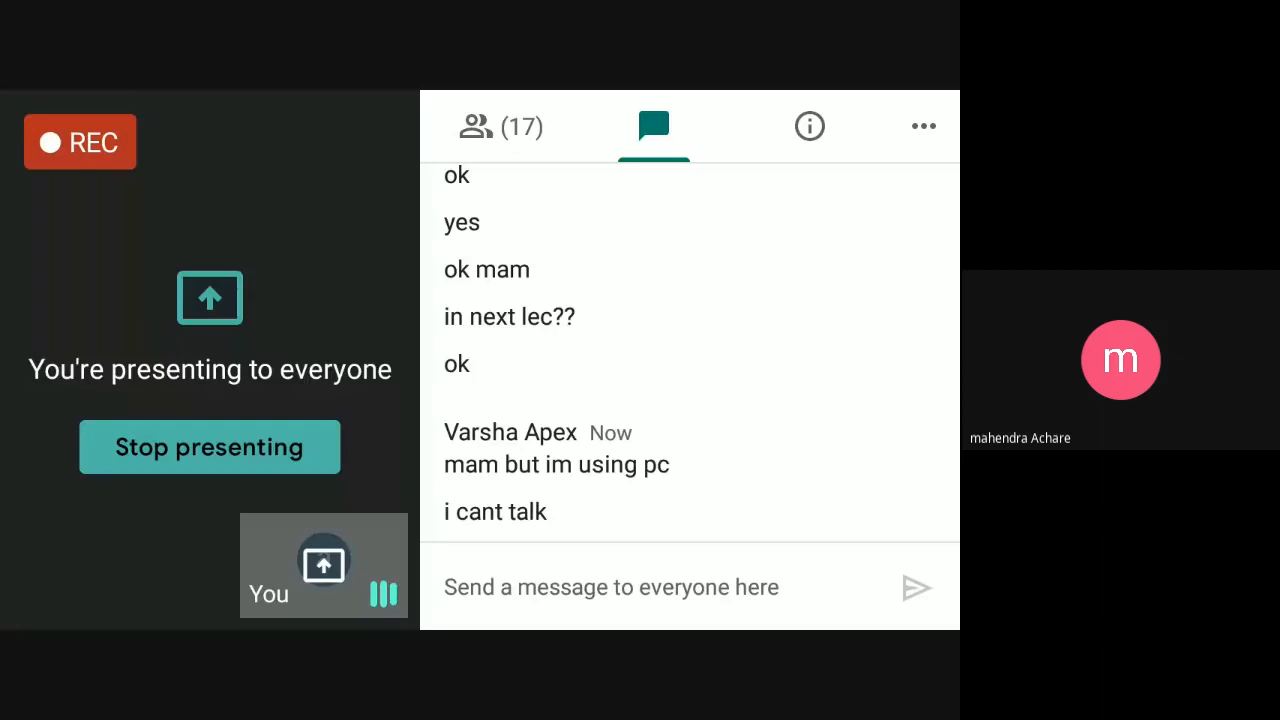 REC
You're presenting to everyone
Stop presenting
You
(17)
ok
yes
ok mam
in next lec??
ok
Varsha Apex Now
mam but im using pc
i cant talk
Send a message to everyone here
m
mahendra Achare